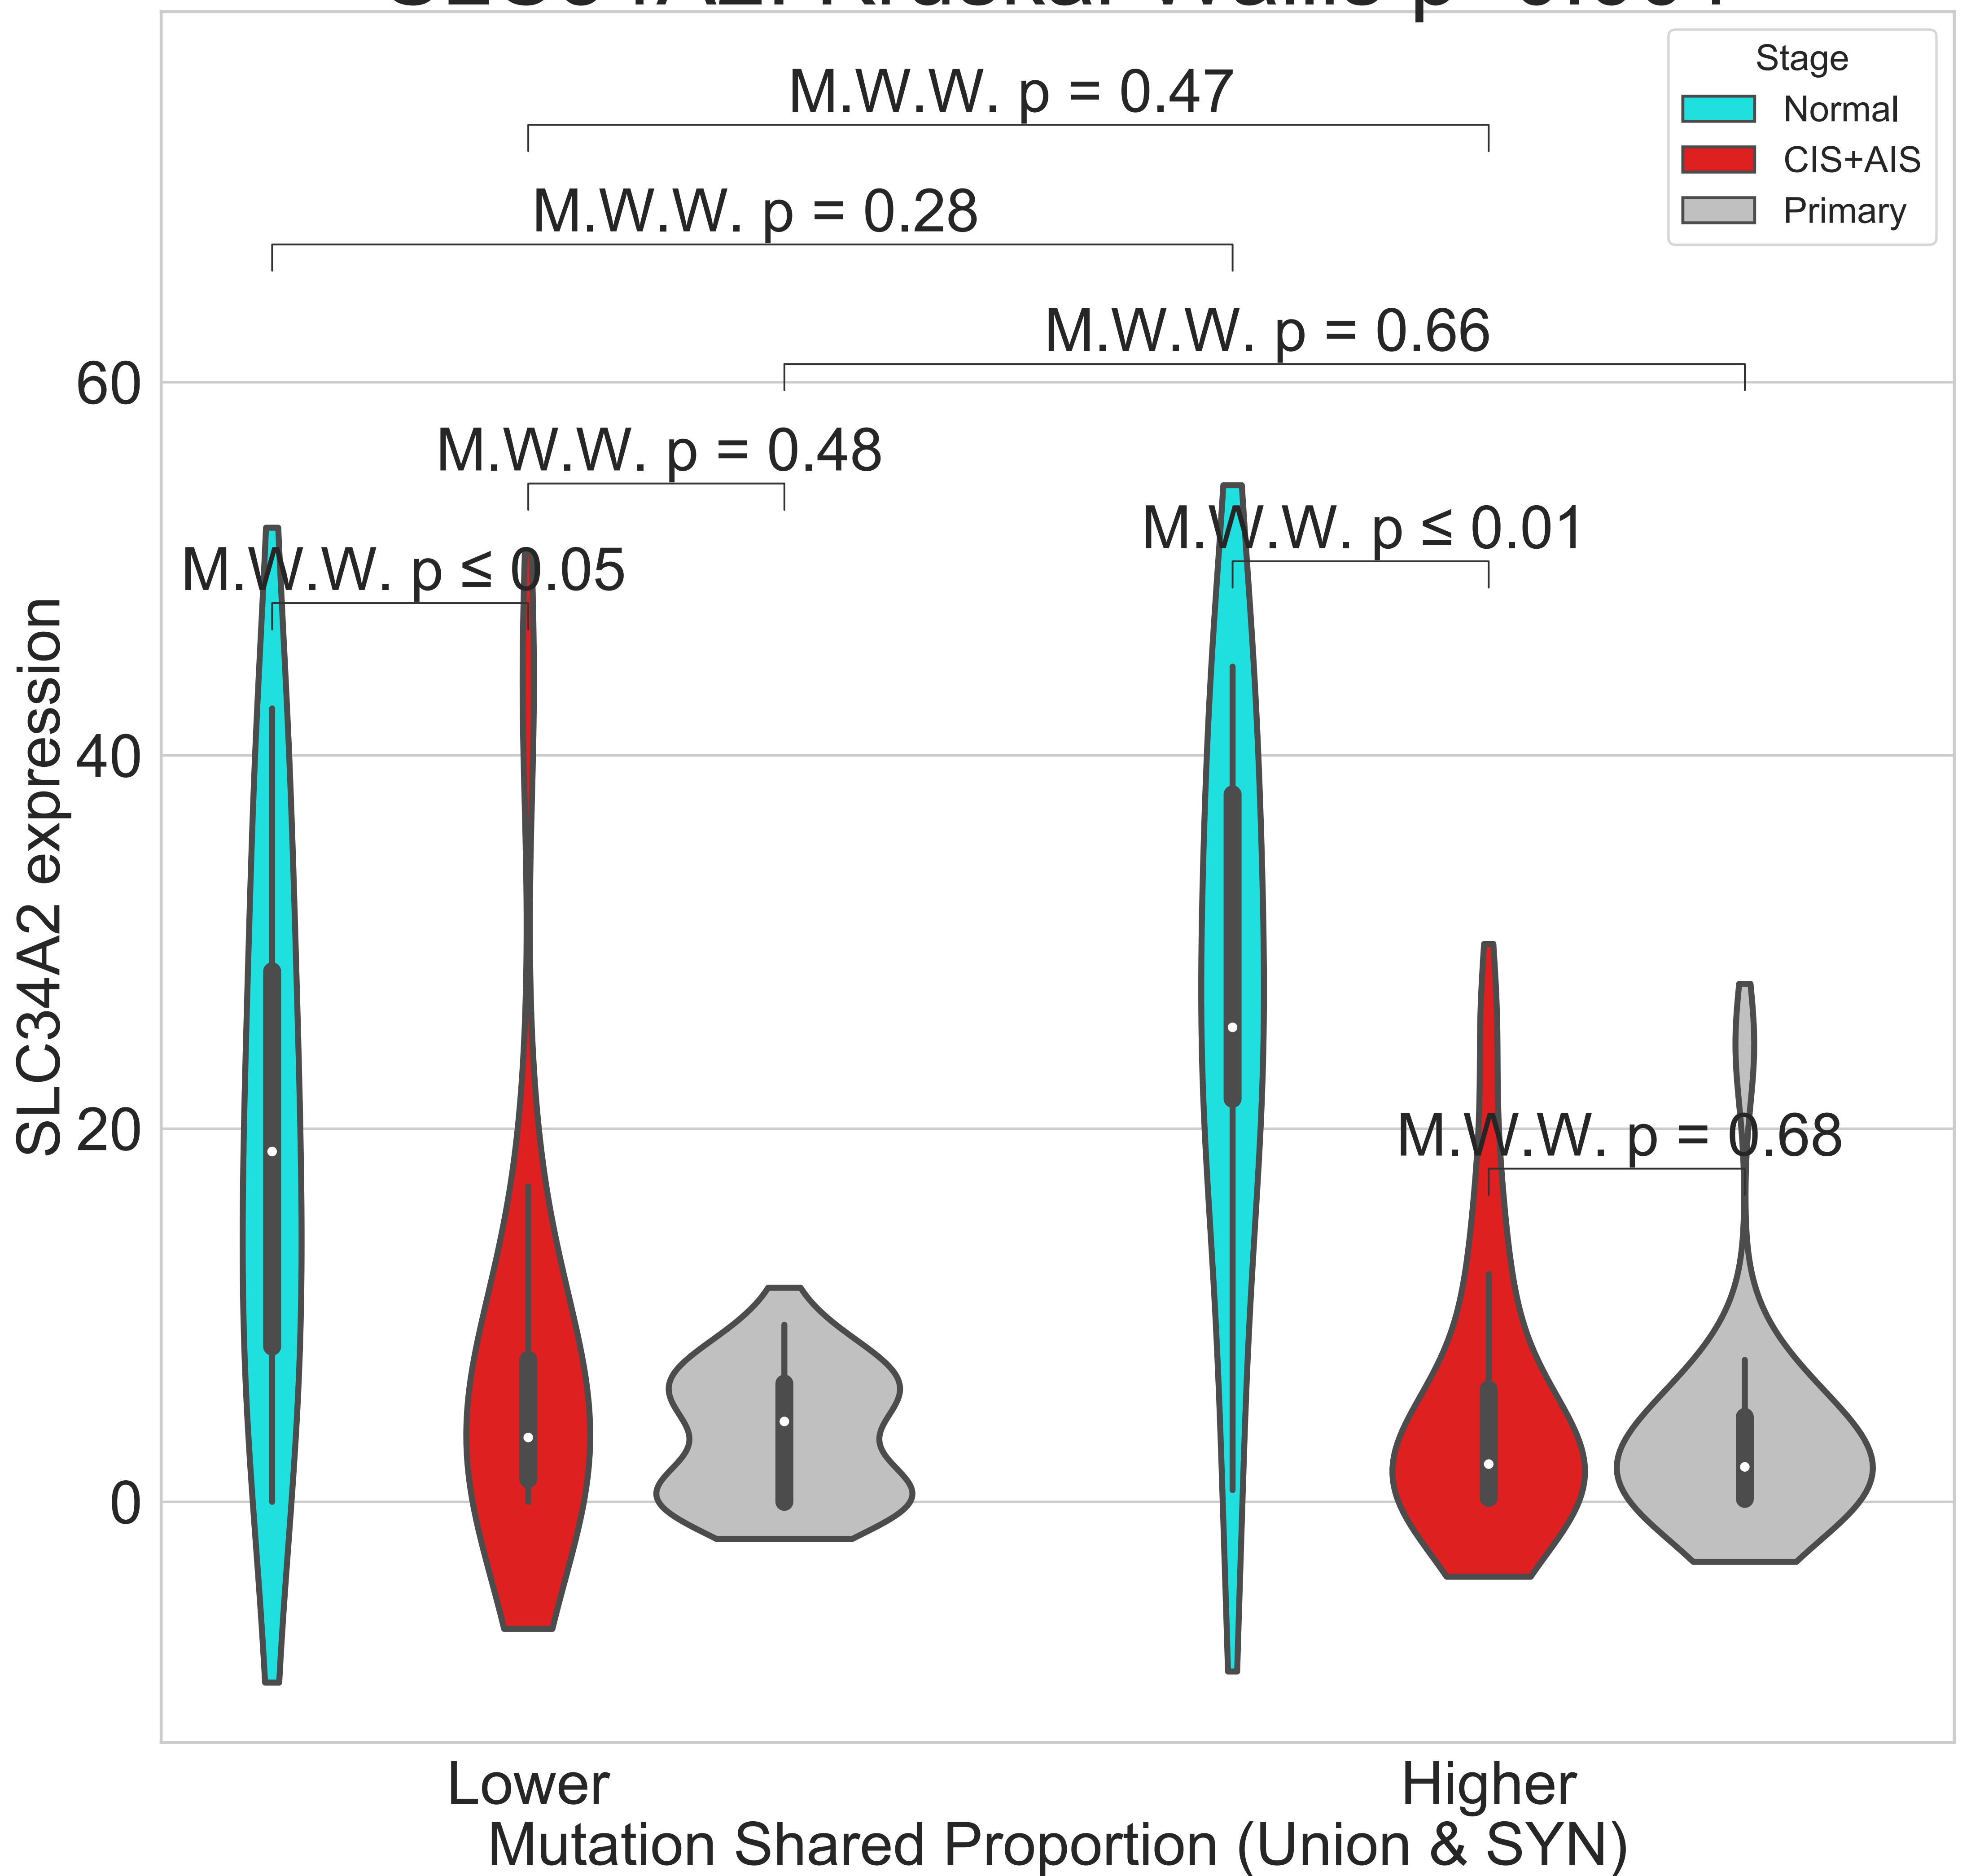 M.W.W. p = 0.47
Stage
Normal
CIS+AIS
Primary
M.W.W. p = 0.28
M.W.W. p = 0.66
60
M.W.W. p = 0.48
M.W.W. p ≤ 0.01
M.W.W. p ≤ 0.05
40
SLC34A2 expression
20
M.W.W. p = 0.68
0
Lower
Higher
Mutation Shared Proportion (Union & SYN)